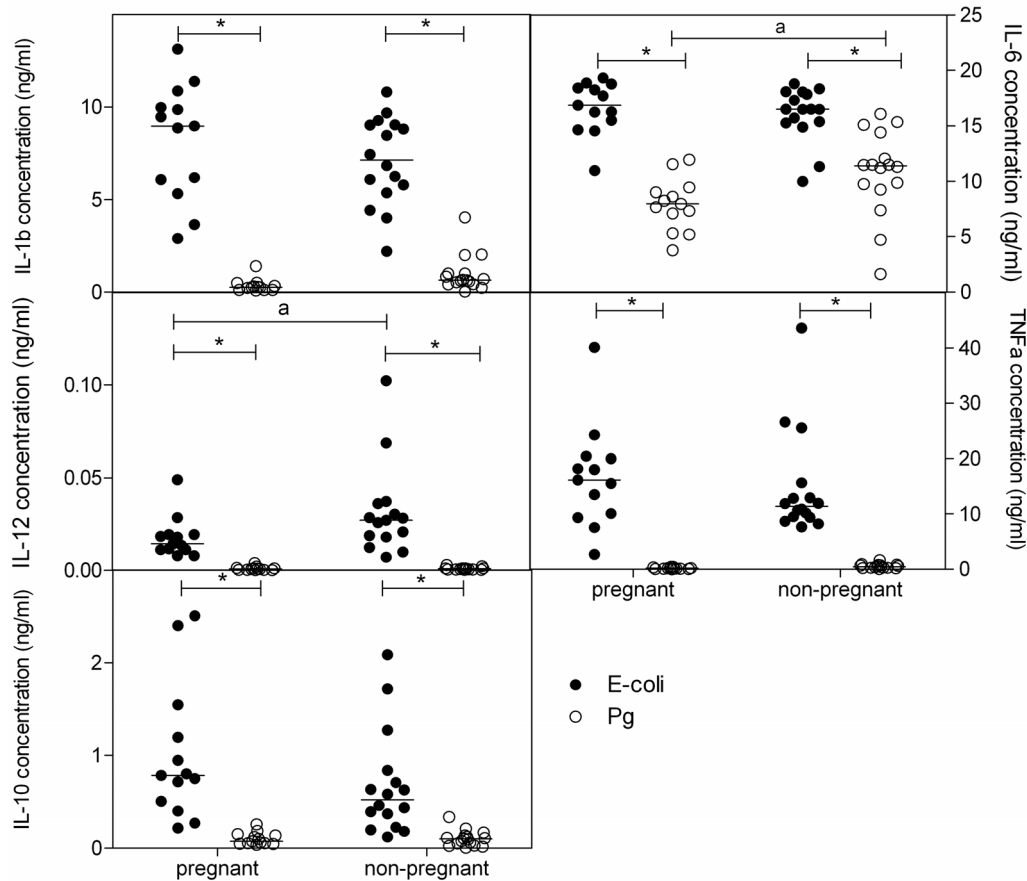 IL-1b concentration (ng/ml)
10
5
0
*
*
IL-6 concentration (ng/ml)
25
20
15
10
5
0
a
*
*
IL-12 concentration (ng/ml)
0.10
0.05
0.00
a
*
*
TNFa concentration (ng/ml)
40
30
20
10
0
*
*
pregnant
non-pregnant
IL-10 concentration (ng/ml)
2
1
0
*
*
pregnant
non-pregnant
E-coli
Pg